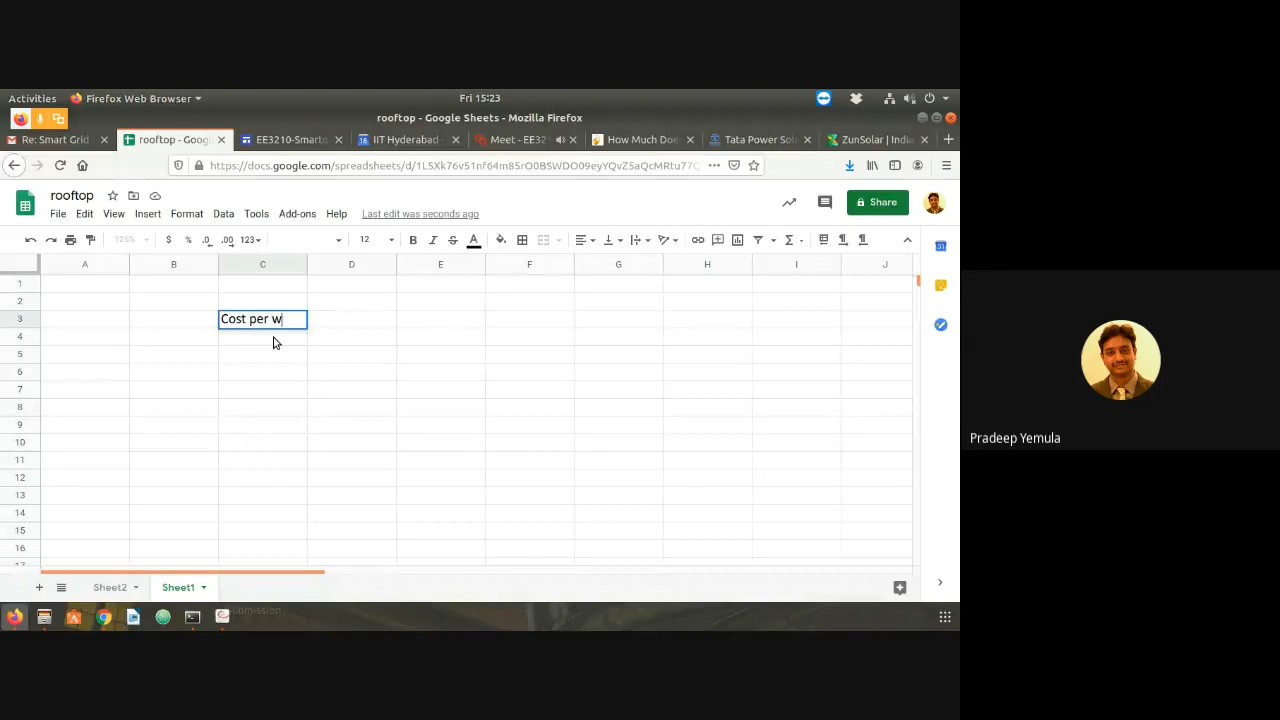 Activities Firefox Web Browser Fri 15:23
rooftop - Google Sheets - Mozilla Firefox
Re: Smart Grid rooftop - Goog EE3210-Smart IIT Hyderabad Meet - EE32 How Much Doe Tata Power Sol ZunSolar | India
https://docs.google.com/spreadsheets/d/
rooftop
File Edit View Insert Format Data Tools Add-ons Help Last edit was seconds ago
Share
125% $ % .0 .00 123 12 B I S A
A B C D E F G H I J
1
2
3 Cost per w
4
5
6
7
8
9
10
11
12
13
14
15
16
17
Sheet2 Sheet1
ubmission
Pradeep Yemula